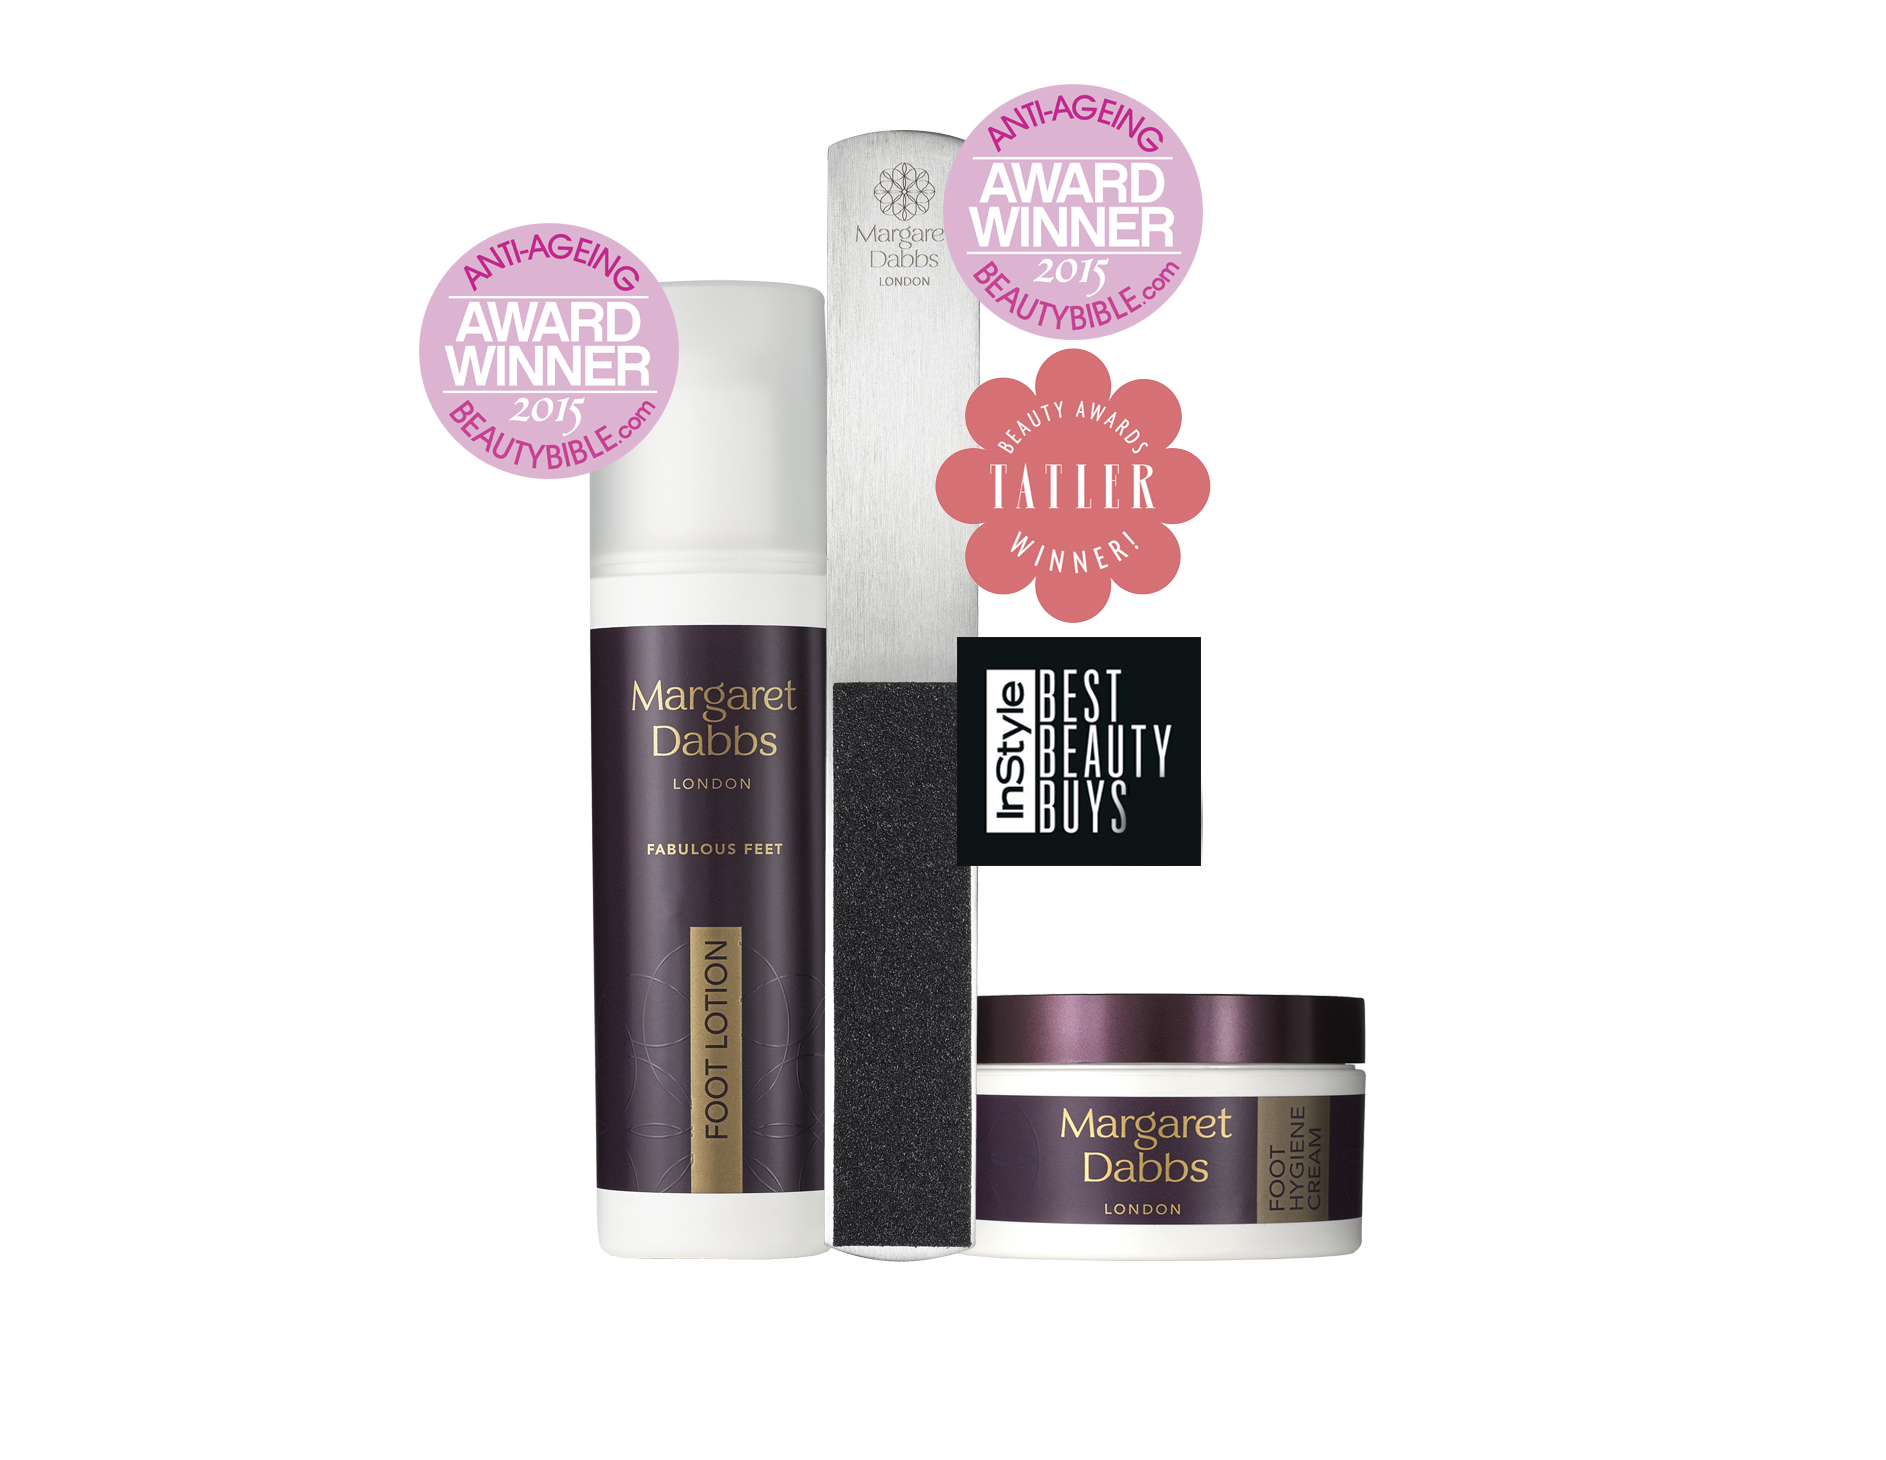 ANTI-AGEING
AWARD
WINNER
2015
BEAUTYBIBLE.com
Margaret
Dabbs
LONDON
FABULOUS FEET
FOOT LOTION
Margare
Dabbs
LONDON
ANTI-AGEING
AWARD
WINNER
2015
BEAUTYBIBLE.com
BEAUTY AWARDS
TATLER
WINNER!
InStyle
BEST
BEAUTY
BUYS
Margaret
Dabbs
LONDON
FOOT
HYGIENE
CREAM